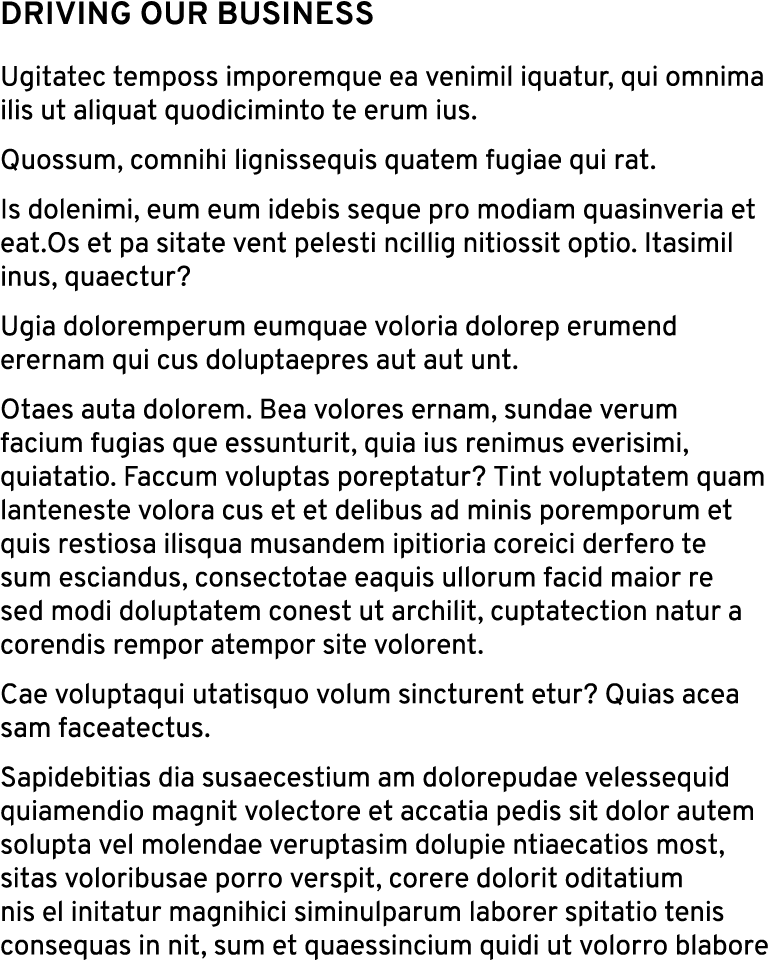 DRIVING OUR BUSINESS
Ugitatec temposs imporemque ea venimil iquatur, qui omnima
ilis ut aliquat quodiciminto te erum ius.
Quossum, comnihi lignissequis quatem fugiae qui rat.
Is dolenimi, eum eum idebis seque pro modiam quasinveria et
eat.Os et pa sitate vent pelesti ncillig nitiossit optio. Itasimil
inus, quaectur?
Ugia doloremperum eumquae voloria dolorep erumend
erernam qui cus doluptaepres aut aut unt.
Otaes auta dolorem. Bea volores ernam, sundae verum
facium fugias que essunturit, quia ius renimus everisimi,
quiatatio. Faccum voluptas poreptatur? Tint voluptatem quam
lanteneste volora cus et et delibus ad minis poremporum et
quis restiosa ilisqua musandem ipitioria coreici derfero te
sum esciandus, consectotae eaquis ullorum facid maior re
sed modi doluptatem conest ut archilit, cuptatection natur a
corendis rempor atempor site volorent.
Cae voluptaqui utatisquo volum sincturent etur? Quias acea
sam faceatectus.
Sapidebitias dia susaecestium am dolorepudae velessequid
quiamendio magnit volectore et accatia pedis sit dolor autem
solupta vel molendae veruptasim dolupie ntiaecatios most,
sitas voloribusae porro verspit, corere dolorit oditatium
nis el initatur magnihici siminulparum laborer spitatio tenis
consequas in nit, sum et quaessincium quidi ut volorro blabore